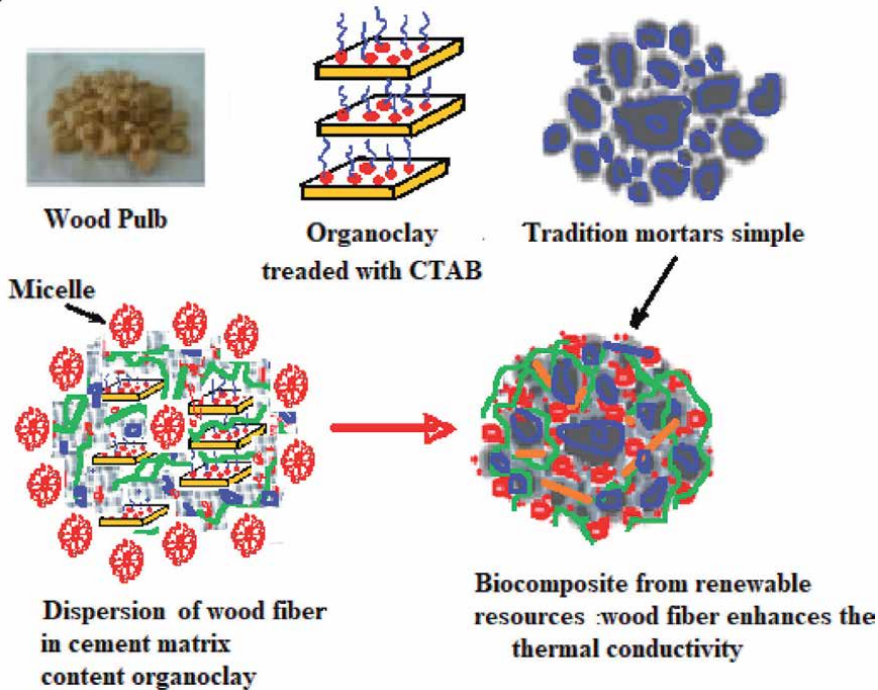 Wood Pulb
Organoclay
treaded with CTAB
Tradition mortars simple
Micelle
Dispersion of wood fiber
in cement matrix
content organoclay
Biocomposite from renewable
resources :wood fiber enhances the
thermal conductivity